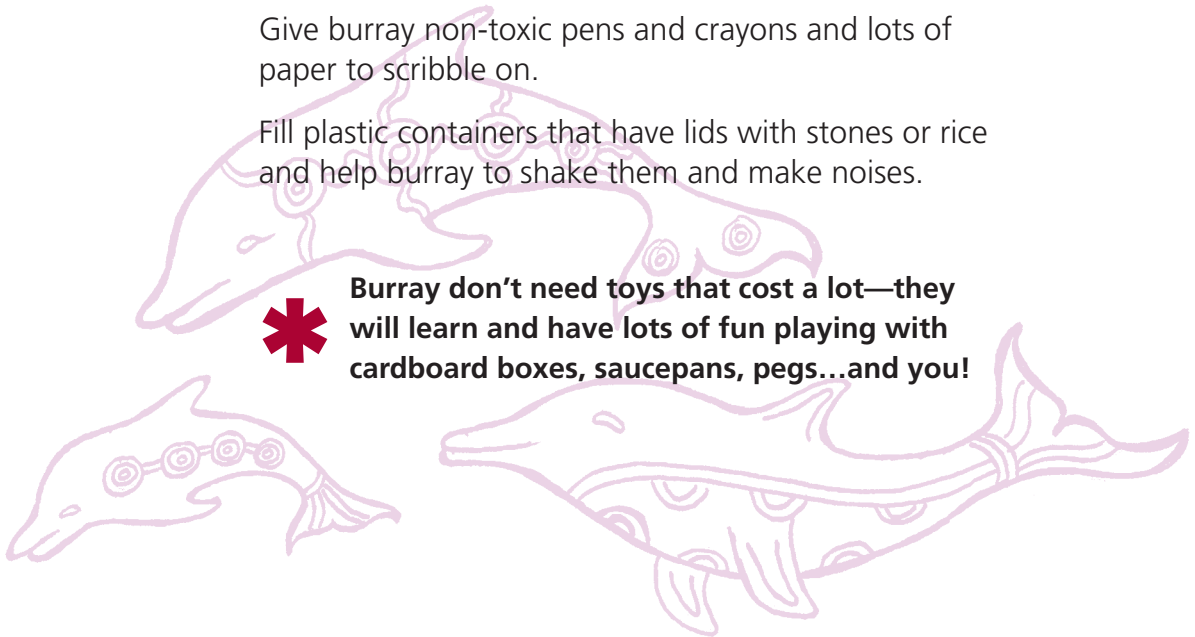 Give burray non-toxic pens and crayons and lots of
paper to scribble on.
Fill plastic containers that have lids with stones or rice
and help burray to shake them and make noises.
Burray don’t need toys that cost a lot—they
will learn and have lots of fun playing with
cardboard boxes, saucepans, pegs…and you!